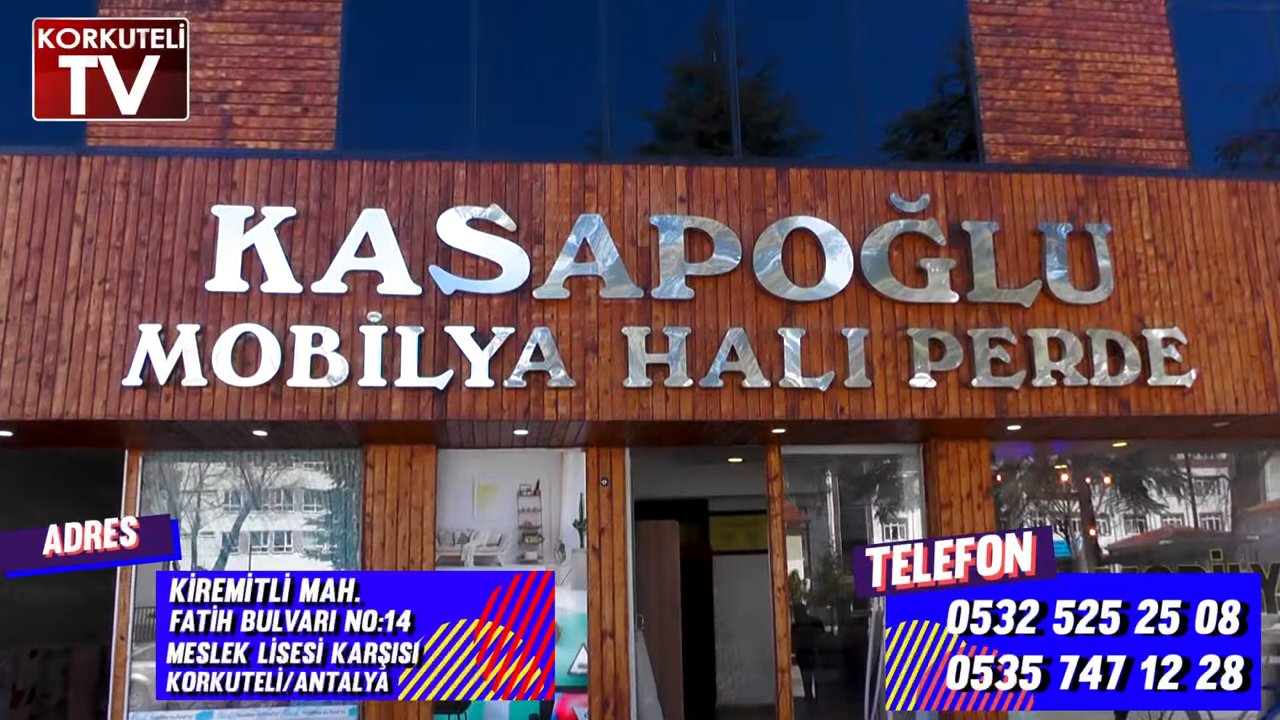 KORKUTELİ
TV
KASAPOĞLU
MOBİLYA HALI PERDE
ADRES
KİREMİTLİ MAH.
FATİH BULVARI NO:14
MESLEK LİSESİ KARŞISI
KORKUTELİ/ANTALYA
TELEFON
0532 525 25 08
0535 747 12 28